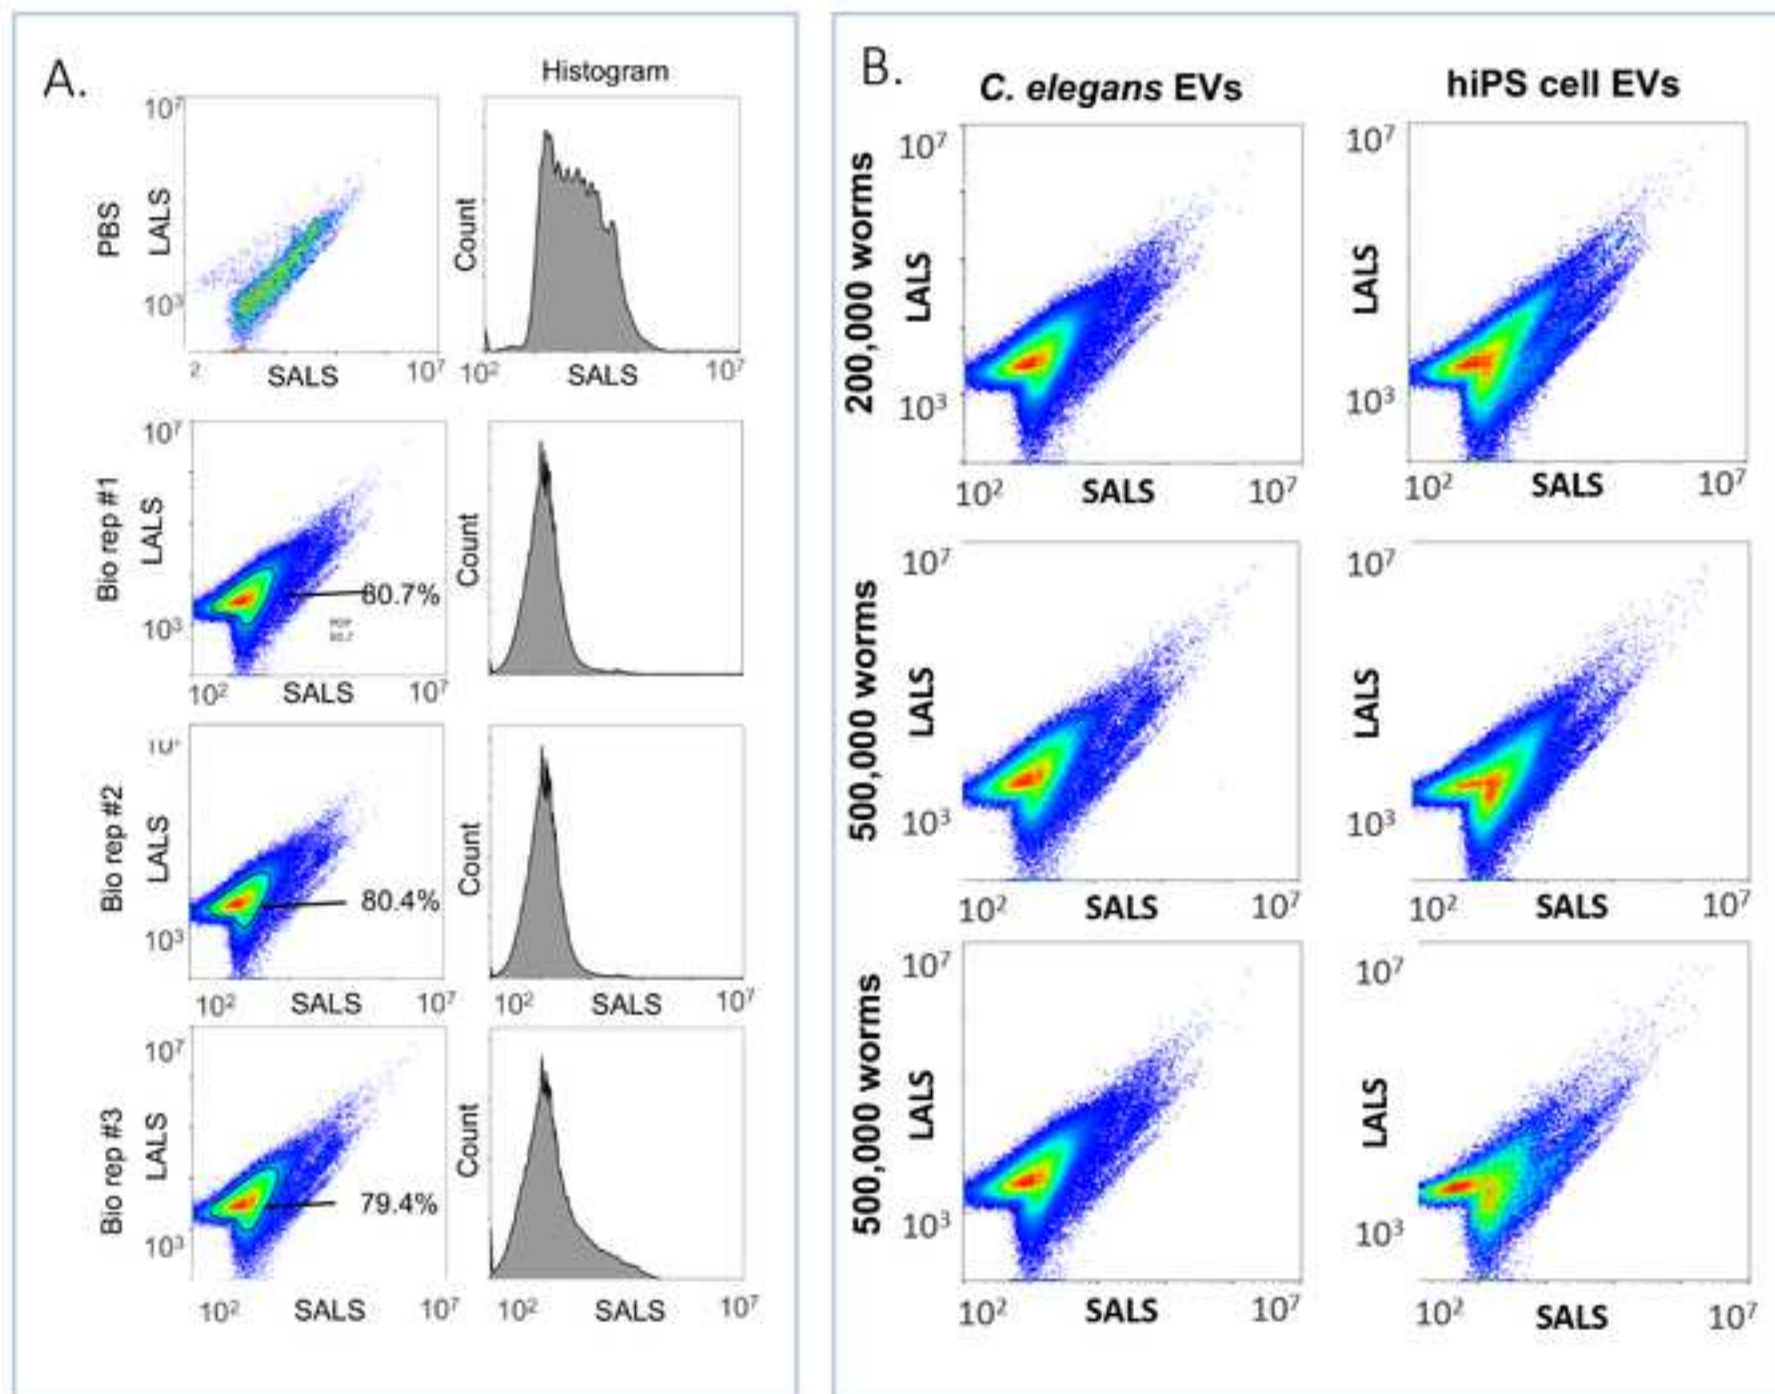 A.
Histogram
PBS
LALS
10⁷
10³
2
SALS
10⁷
Count
10²
SALS
10⁷
Bio rep #1
LALS
10⁷
10³
80.7%
10²
SALS
10⁷
Count
Bio rep #2
LALS
10³
80.4%
10²
SALS
10⁷
Count
10²
SALS
10⁷
Bio rep #3
LALS
10⁷
10³
79.4%
10²
SALS
10⁷
Count
10²
SALS
10⁷
B.
C. elegans EVs
hiPS cell EVs
200,000 worms
LALS
10⁷
10³
10²
SALS
10⁷
LALS
10⁷
10³
10²
SALS
10⁷
500,000 worms
LALS
10⁷
10³
10²
SALS
10⁷
LALS
10⁷
10³
10²
SALS
10⁷
500,000 worms
LALS
10⁷
10³
10²
SALS
10⁷
LALS
10⁷
10³
10²
SALS
10⁷